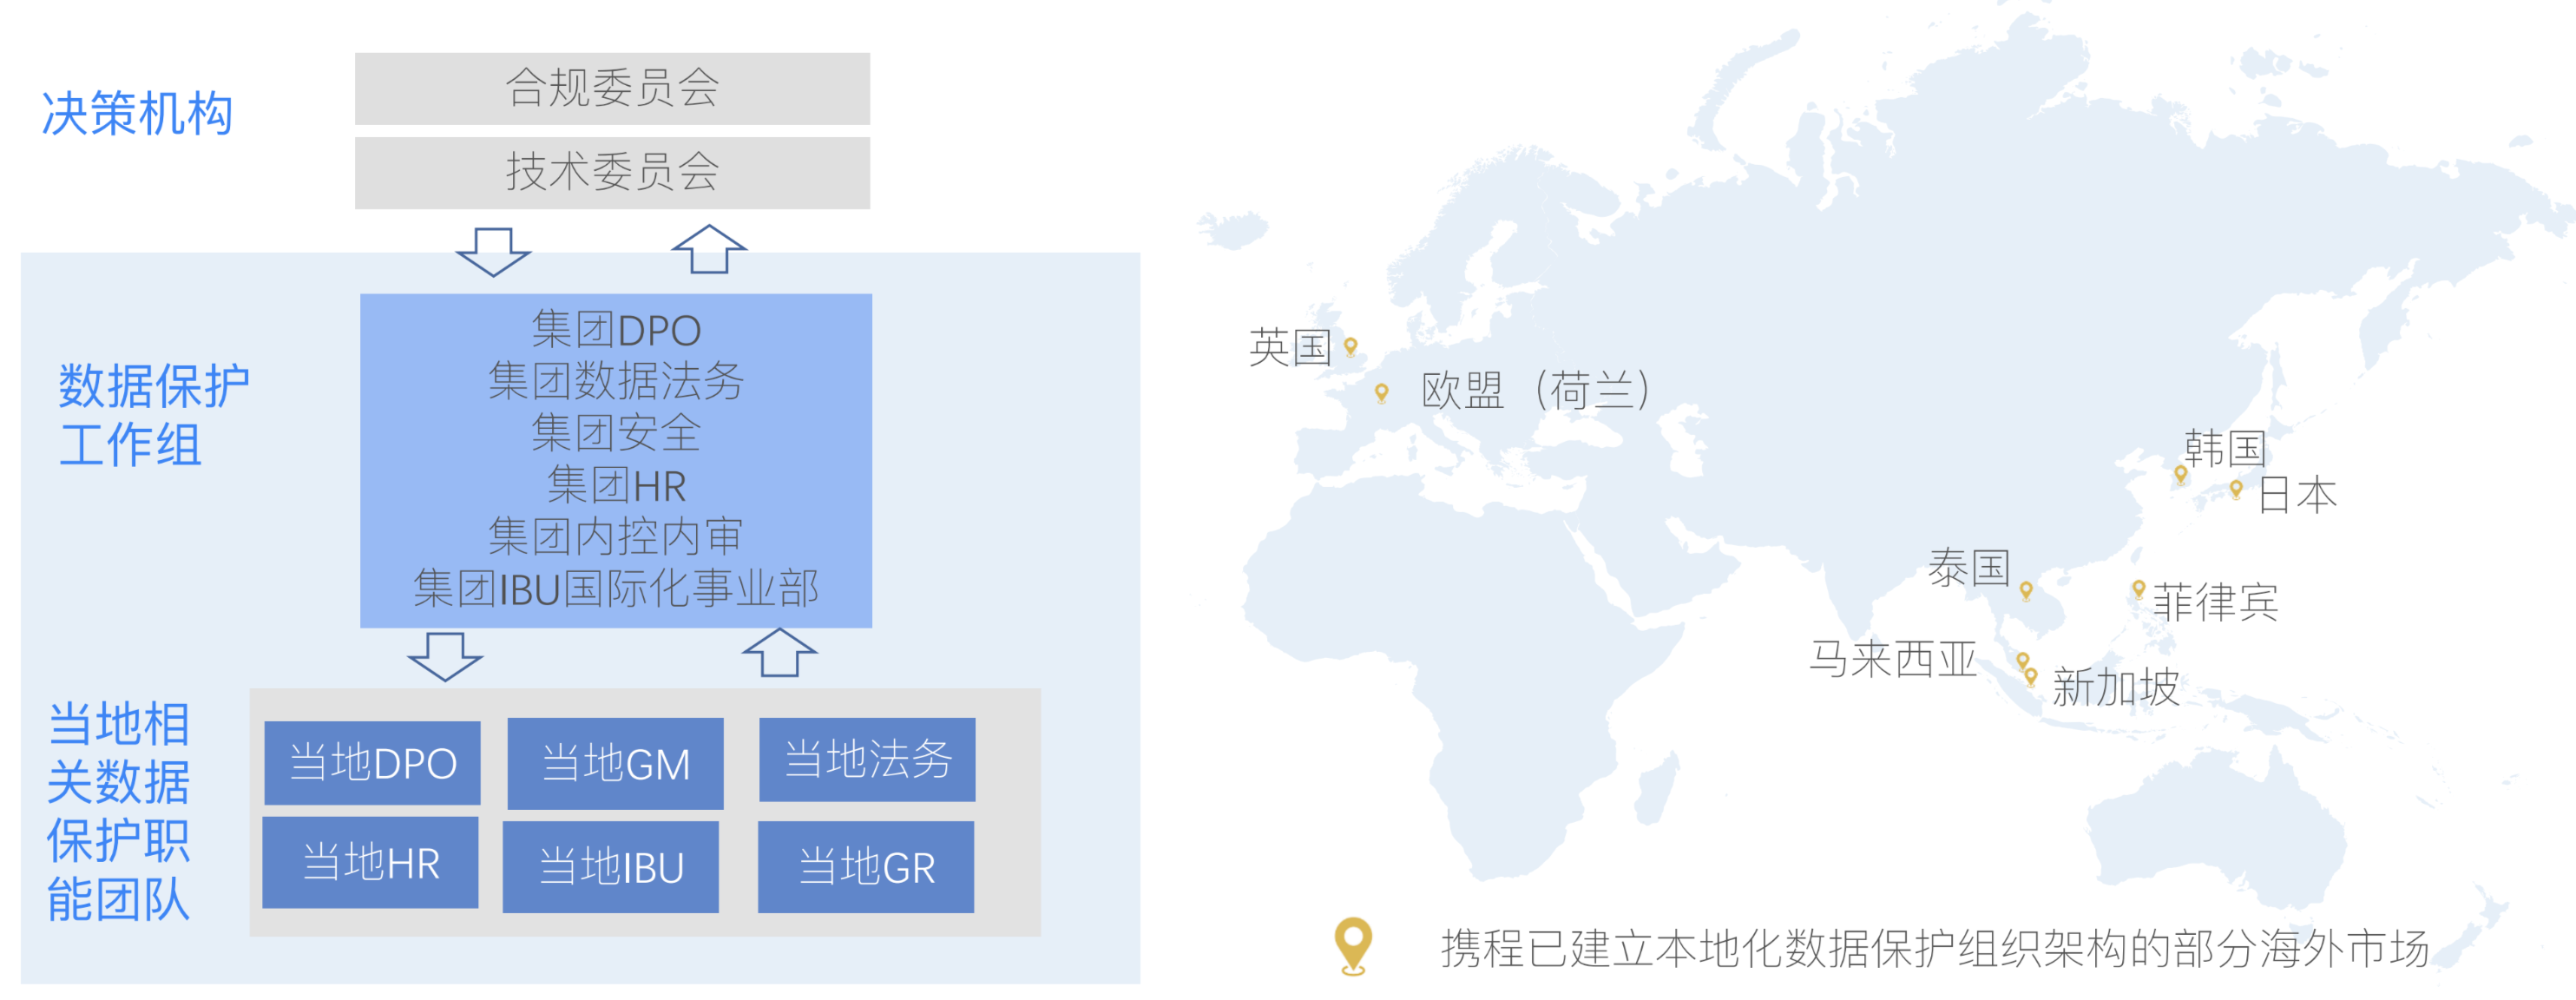 决策机构
合规委员会
技术委员会
数据保护
工作组
集团DPO
集团数据法务
集团安全
集团HR
集团内控内审
集团IBU国际化事业部
当地相
关数据
保护职
能团队
当地DPO
当地GM
当地法务
当地HR
当地IBU
当地GR
英国
欧盟（荷兰）
韩国
日本
泰国
菲律宾
马来西亚
新加坡
携程已建立本地化数据保护组织架构的部分海外市场